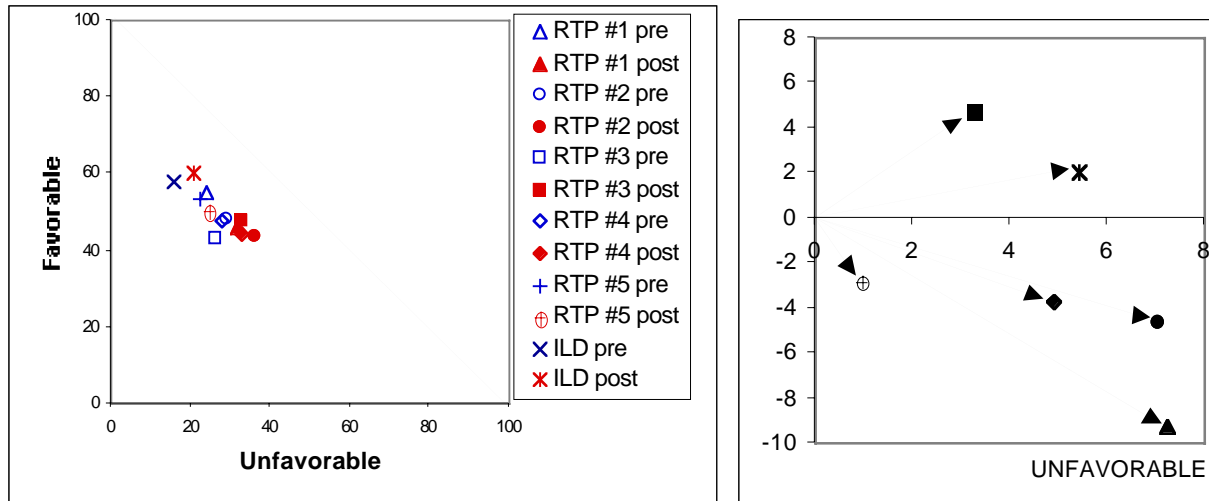 100
80
60
40
20
0
Favorable
0 20 40 60 80 100
Unfavorable
RTP #1 pre
RTP #1 post
RTP #2 pre
RTP #2 post
RTP #3 pre
RTP #3 post
RTP #4 pre
RTP #4 post
RTP #5 pre
RTP #5 post
ILD pre
ILD post
8
6
4
2
0
-2
-4
-6
-8
-10
0 2 4 6 8
UNFAVORABLE